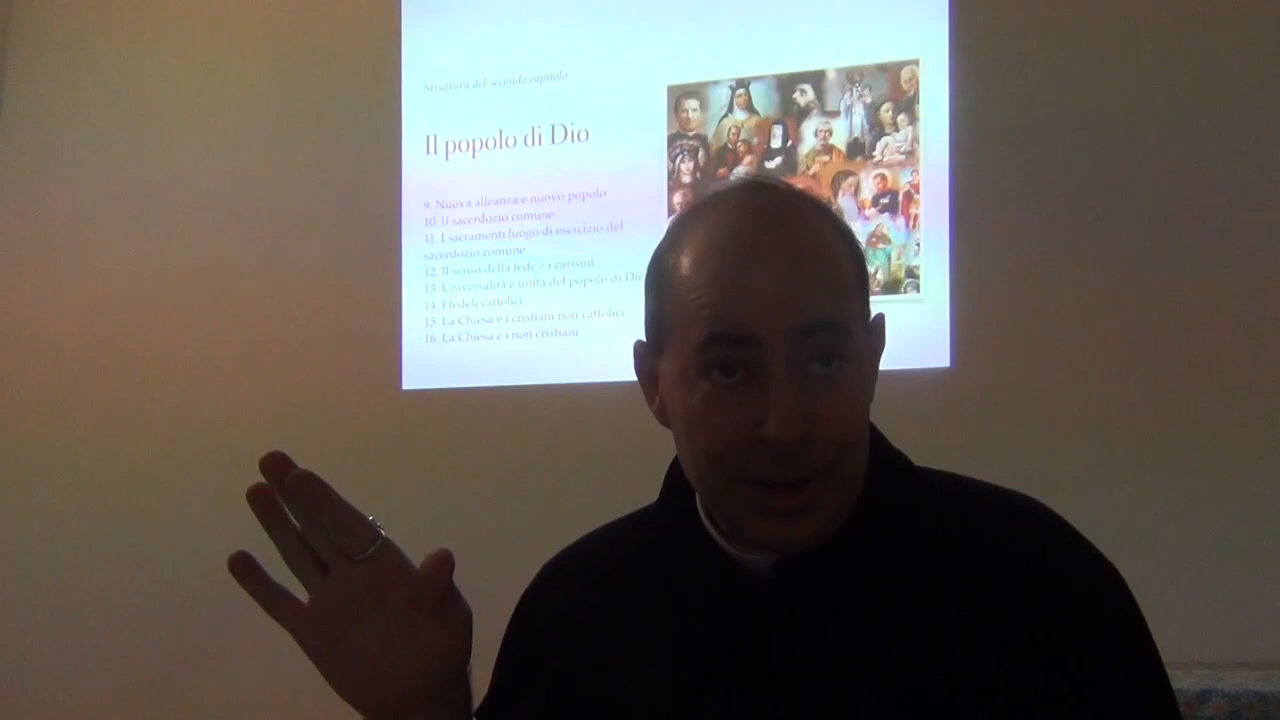 Struttura del secondo capitolo
Il popolo di Dio
9. Nuova alleanza e nuovo popolo
10. Il sacerdozio comune
11. I sacramenti luogo di esercizio del
sacerdozio comune
12. Il senso della fede e i carismi
13. Universalità e unità del popolo di Dio
14. I fedeli cattolici
15. La Chiesa e i cristiani non cattolici
16. La Chiesa e i non cristiani